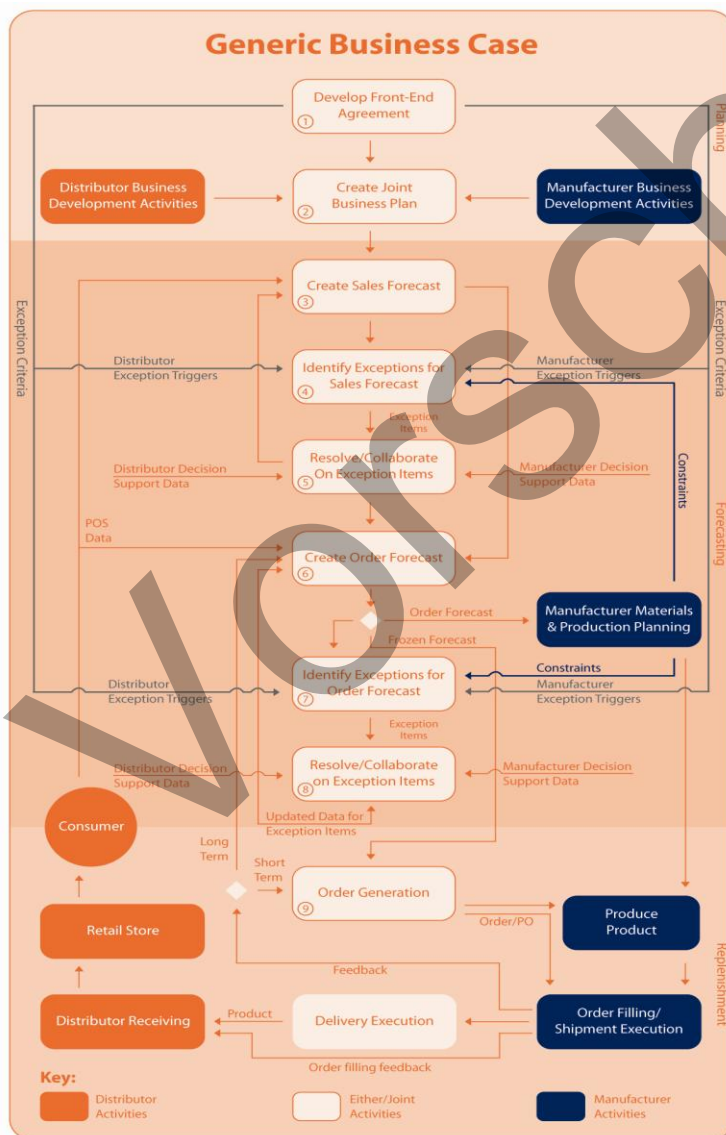 Generic Business Case
Develop Front-End
Agreement
1
Planning
Distributor Business
Development Activities
Create Joint
Business Plan
2
Manufacturer Business
Development Activities
Create Sales Forecast
3
Exception Criteria
Exception Criteria
Distributor
Exception Triggers
Identify Exceptions for
Sales Forecast
4
Manufacturer
Exception Triggers
Exception
Items
Constraints
Distributor Decision
Support Data
Resolve/Collaborate
On Exception Items
5
Manufacturer Decision
Support Data
Forecasting
POS
Data
Create Order Forecast
6
Order Forecast
Manufacturer Materials
& Production Planning
Frozen Forecast
Distributor
Exception Triggers
Identify Exceptions for
Order Forecast
7
Constraints
Manufacturer
Exception Triggers
Exception
Items
Distributor Decision
Support Data
Resolve/Collaborate
on Exception Items
8
Manufacturer Decision
Support Data
Consumer
Updated Data for
Exception Items
Long
Term
Short
Term
Order Generation
9
Order/PO
Produce
Product
Retail Store
Feedback
Replenishment
Distributor Receiving
Product
Delivery Execution
Order Filling/
Shipment Execution
Order filling feedback
Key:
Distributor
Activities
Either/Joint
Activities
Manufacturer
Activities
Vorsch